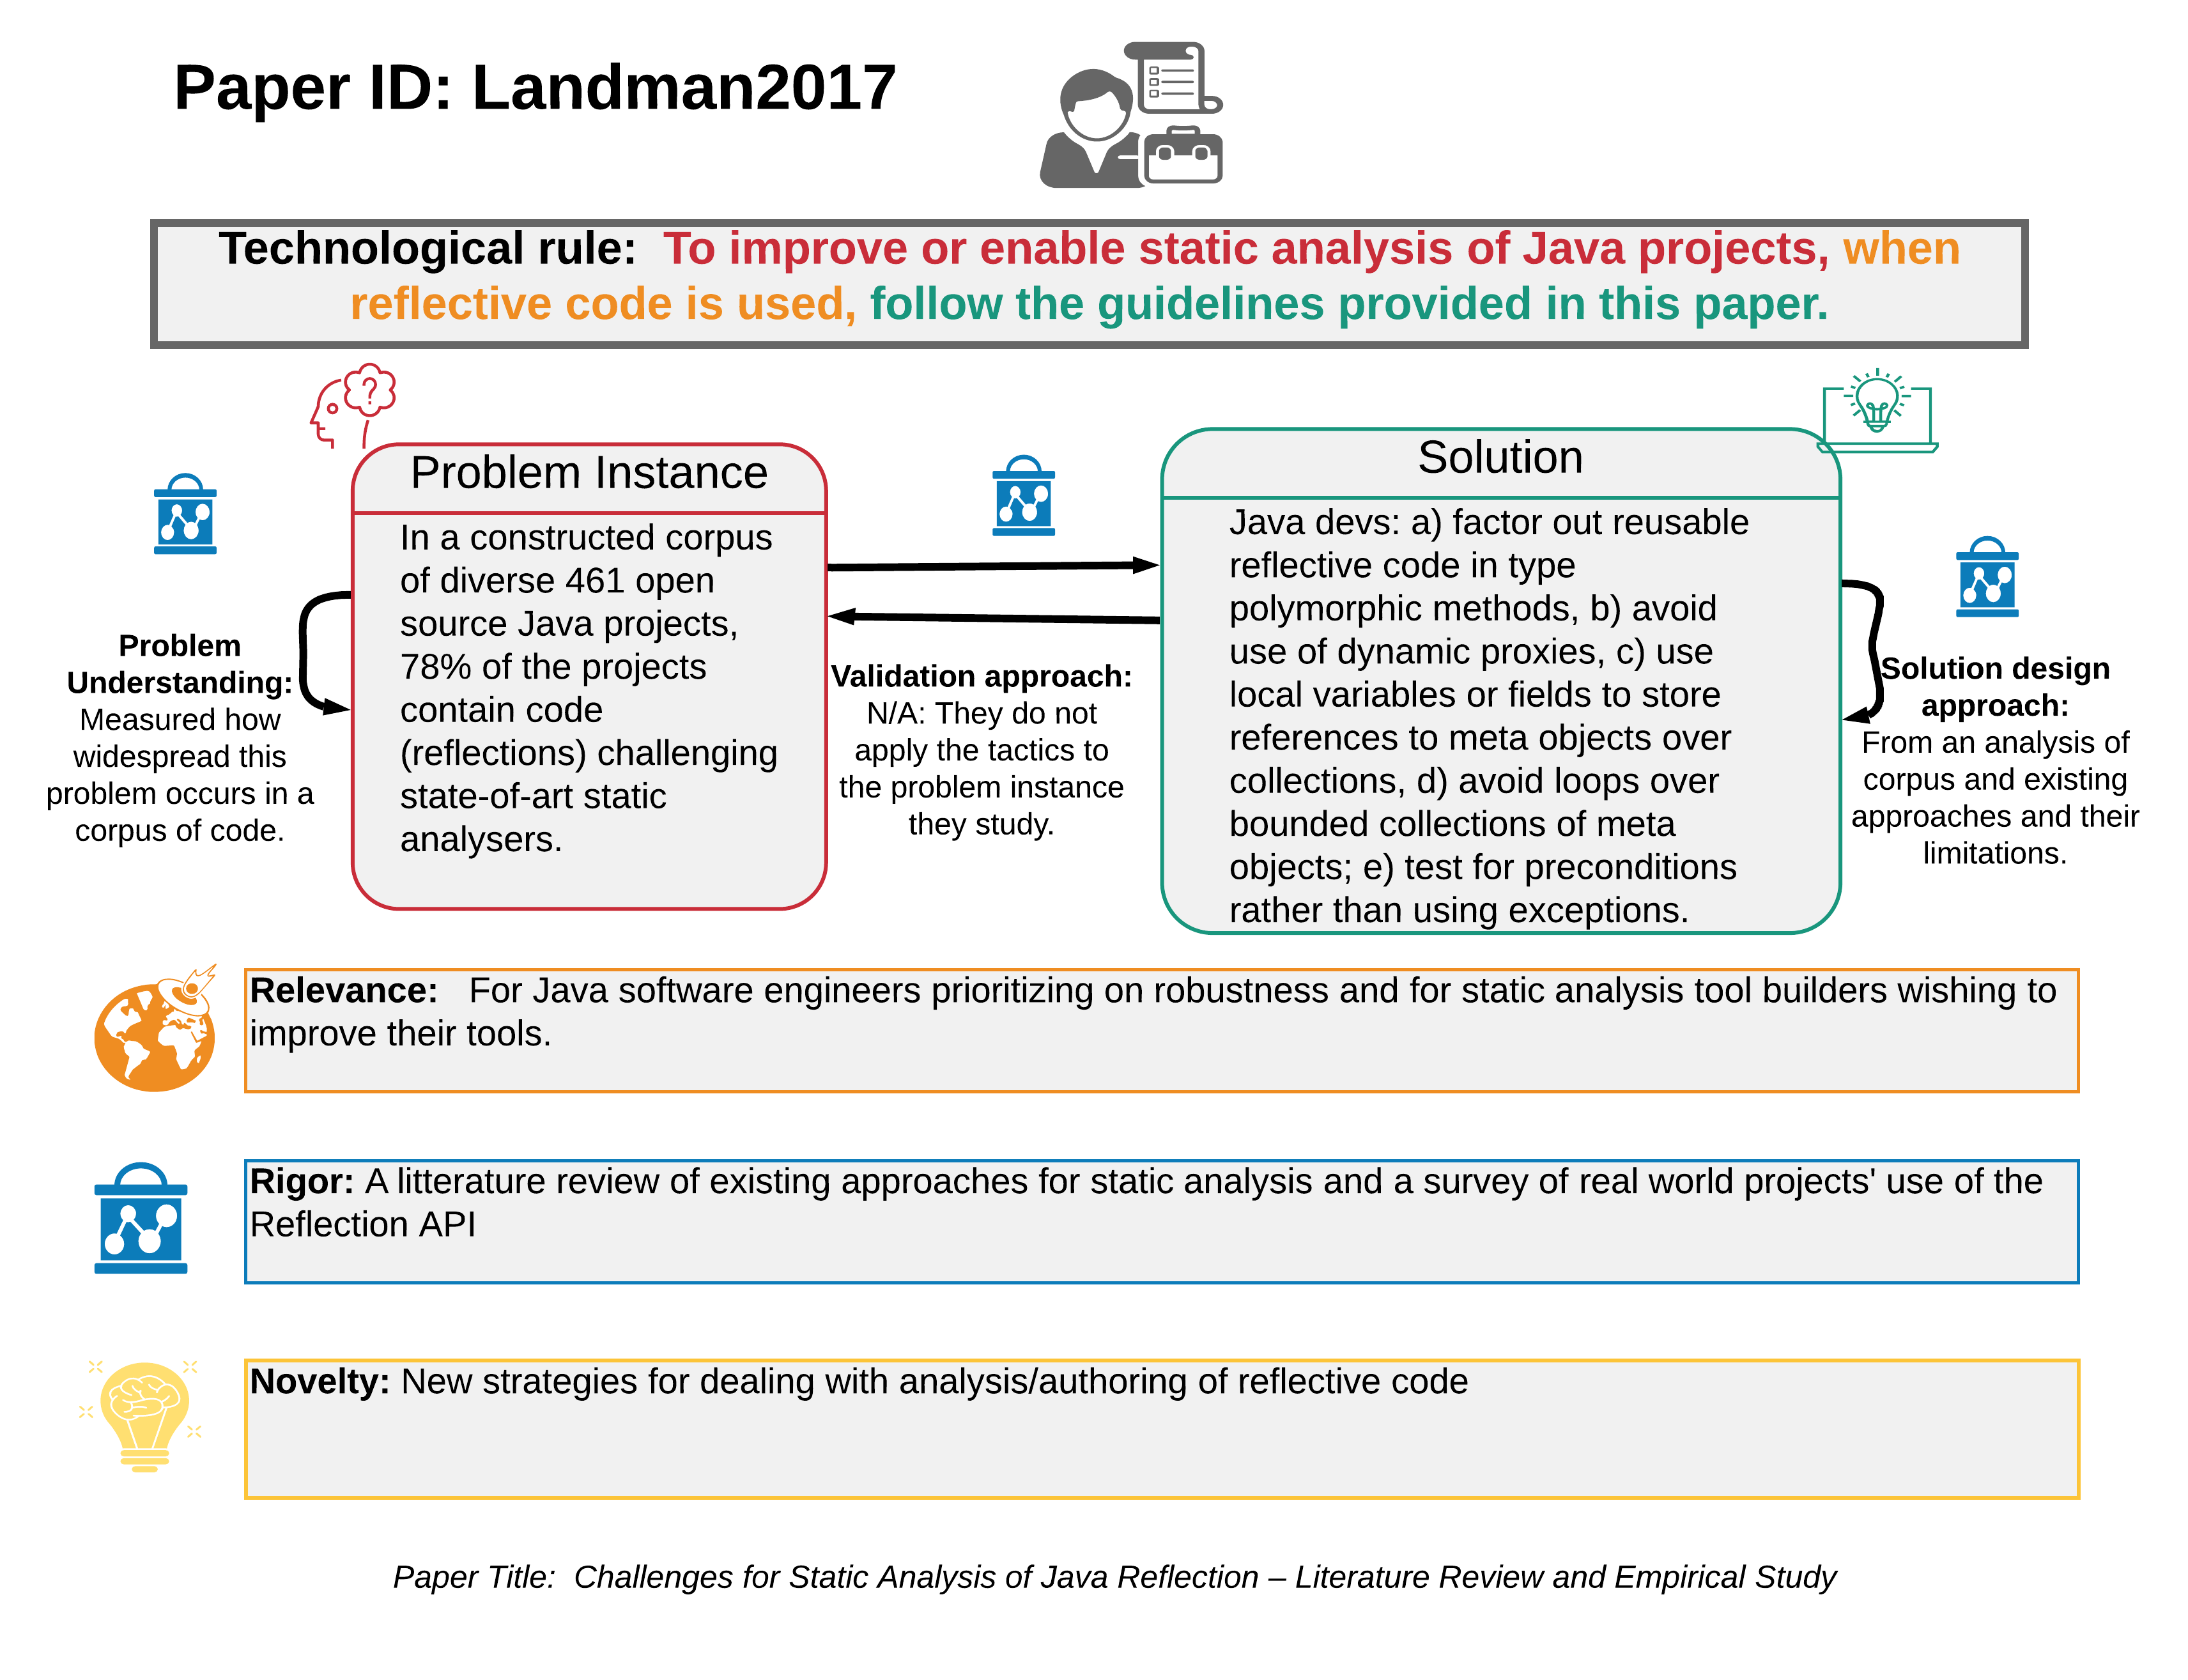 Paper ID: Landman2017
Technological rule: To improve or enable static analysis of Java projects, when
reflective code is used, follow the guidelines provided in this paper.
Problem
Understanding:
Measured how
widespread this
problem occurs in a
corpus of code.
Problem Instance
In a constructed corpus
of diverse 461 open
source Java projects,
78% of the projects
contain code
(reflections) challenging
state-of-art static
analysers.
Validation approach:
N/A: They do not
apply the tactics to
the problem instance
they study.
Solution
Java devs: a) factor out reusable
reflective code in type
polymorphic methods, b) avoid
use of dynamic proxies, c) use
local variables or fields to store
references to meta objects over
collections, d) avoid loops over
bounded collections of meta
objects; e) test for preconditions
rather than using exceptions.
Solution design
approach:
From an analysis of
corpus and existing
approaches and their
limitations.
Relevance: For Java software engineers prioritizing on robustness and for static analysis tool builders wishing to
improve their tools.
Rigor: A litterature review of existing approaches for static analysis and a survey of real world projects' use of the
Reflection API
Novelty: New strategies for dealing with analysis/authoring of reflective code
Paper Title: Challenges for Static Analysis of Java Reflection – Literature Review and Empirical Study